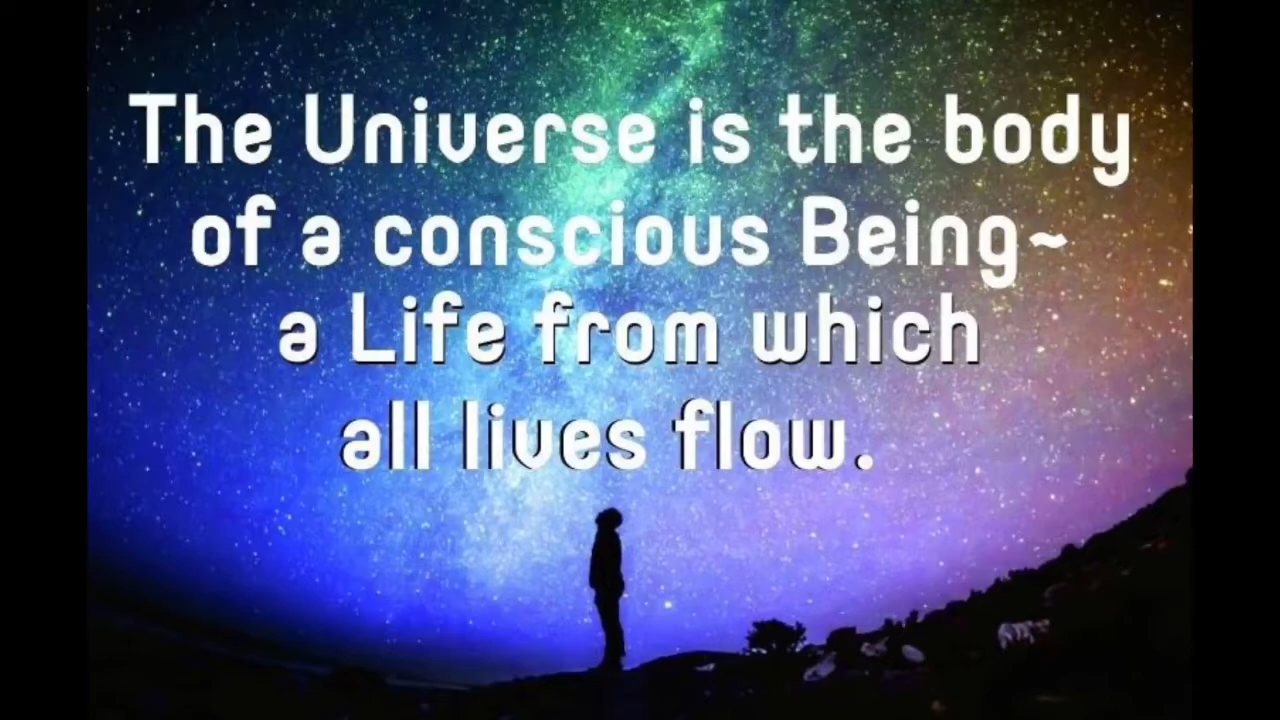 The Universe is the body
of a conscious Being~
a Life from which
all lives flow.